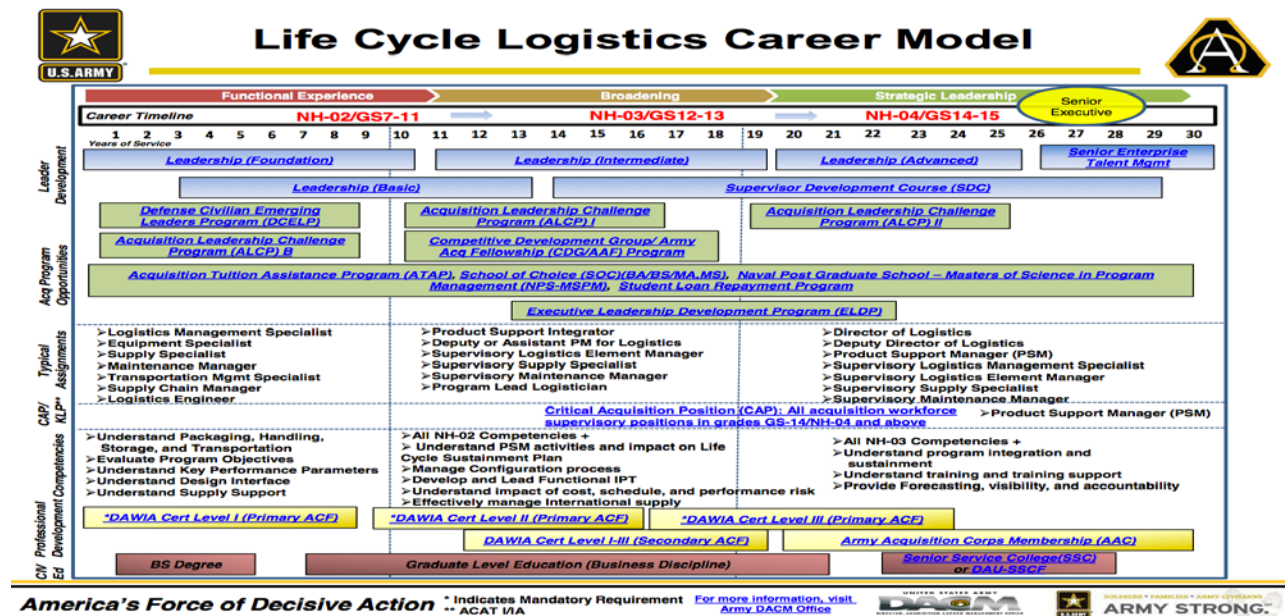 Life Cycle Logistics Career Model
U.S.ARMY
Functional Experience
Broadening
Strategic Leadership
Senior
Executive
Career Timeline
NH-02/GS7-11
NH-03/GS12-13
NH-04/GS14-15
1 2 3 4 5 6 7 8 9 10 11 12 13 14 15 16 17 18 19 20 21 22 23 24 25 26 27 28 29 30
Years of Service
Leader
Development
Leadership (Foundation)
Leadership (Intermediate)
Leadership (Advanced)
Senior Enterprise
Talent Mgmt
Leadership (Basic)
Supervisor Development Course (SDC)
Acq Program
Opportunities
Defense Civilian Emerging
Leaders Program (DCELP)
Acquisition Leadership Challenge
Program (ALCP) I
Acquisition Leadership Challenge
Program (ALCP) II
Acquisition Leadership Challenge
Program (ALCP) B
Competitive Development Group/ Army
Acq Fellowship (CDG/AAF) Program
Acquisition Tuition Assistance Program (ATAP), School of Choice (SOC)(BA/BS/MA,MS), Naval Post Graduate School – Masters of Science in Program
Management (NPS-MSPM), Student Loan Repayment Program
Executive Leadership Development Program (ELDP)
Typical
Assignments
➢Logistics Management Specialist
➢Equipment Specialist
➢Supply Specialist
➢Maintenance Manager
➢Transportation Mgmt Specialist
➢Supply Chain Manager
➢Logistics Engineer
➢Product Support Integrator
➢Deputy or Assistant PM for Logistics
➢Supervisory Logistics Element Manager
➢Supervisory Supply Specialist
➢Supervisory Maintenance Manager
➢Program Lead Logistician
➢Director of Logistics
➢Deputy Director of Logistics
➢Product Support Manager (PSM)
➢Supervisory Logistics Management Specialist
➢Supervisory Logistics Element Manager
➢Supervisory Supply Specialist
➢Supervisory Maintenance Manager
CAP/
KLP**
Critical Acquisition Position (CAP): All acquisition workforce
supervisory positions in grades GS-14/NH-04 and above
➢Product Support Manager (PSM)
Competencies
➢Understand Packaging, Handling,
Storage, and Transportation
➢Evaluate Program Objectives
➢Understand Key Performance Parameters
➢Understand Design Interface
➢Understand Supply Support
➢All NH-02 Competencies +
➢ Understand PSM activities and impact on Life
Cycle Sustainment Plan
➢Manage Configuration process
➢Develop and Lead Functional IPT
➢Understand impact of cost, schedule, and performance risk
➢Effectively manage International supply
➢All NH-03 Competencies +
➢Understand program integration and
sustainment
➢Understand training and training support
➢Provide Forecasting, visibility, and accountability
Professional
Development
*DAWIA Cert Level I (Primary ACF)
*DAWIA Cert Level II (Primary ACF)
*DAWIA Cert Level III (Primary ACF)
DAWIA Cert Level I-III (Secondary ACF)
Army Acquisition Corps Membership (AAC)
Civ
Ed
BS Degree
Graduate Level Education (Business Discipline)
Senior Service College(SSC)
or DAU-SSCF
America's Force of Decisive Action
* Indicates Mandatory Requirement
** ACAT I/IA
For more information, visit
Army DACM Office
UNITED STATES ARMY
DACM
DIRECTOR, ACQUISITION CAREER MANAGEMENT OFFICE
U.S.ARMY
SOLDIERS • FAMILIES • ARMY CIVILIANS
ARMY STRONG.